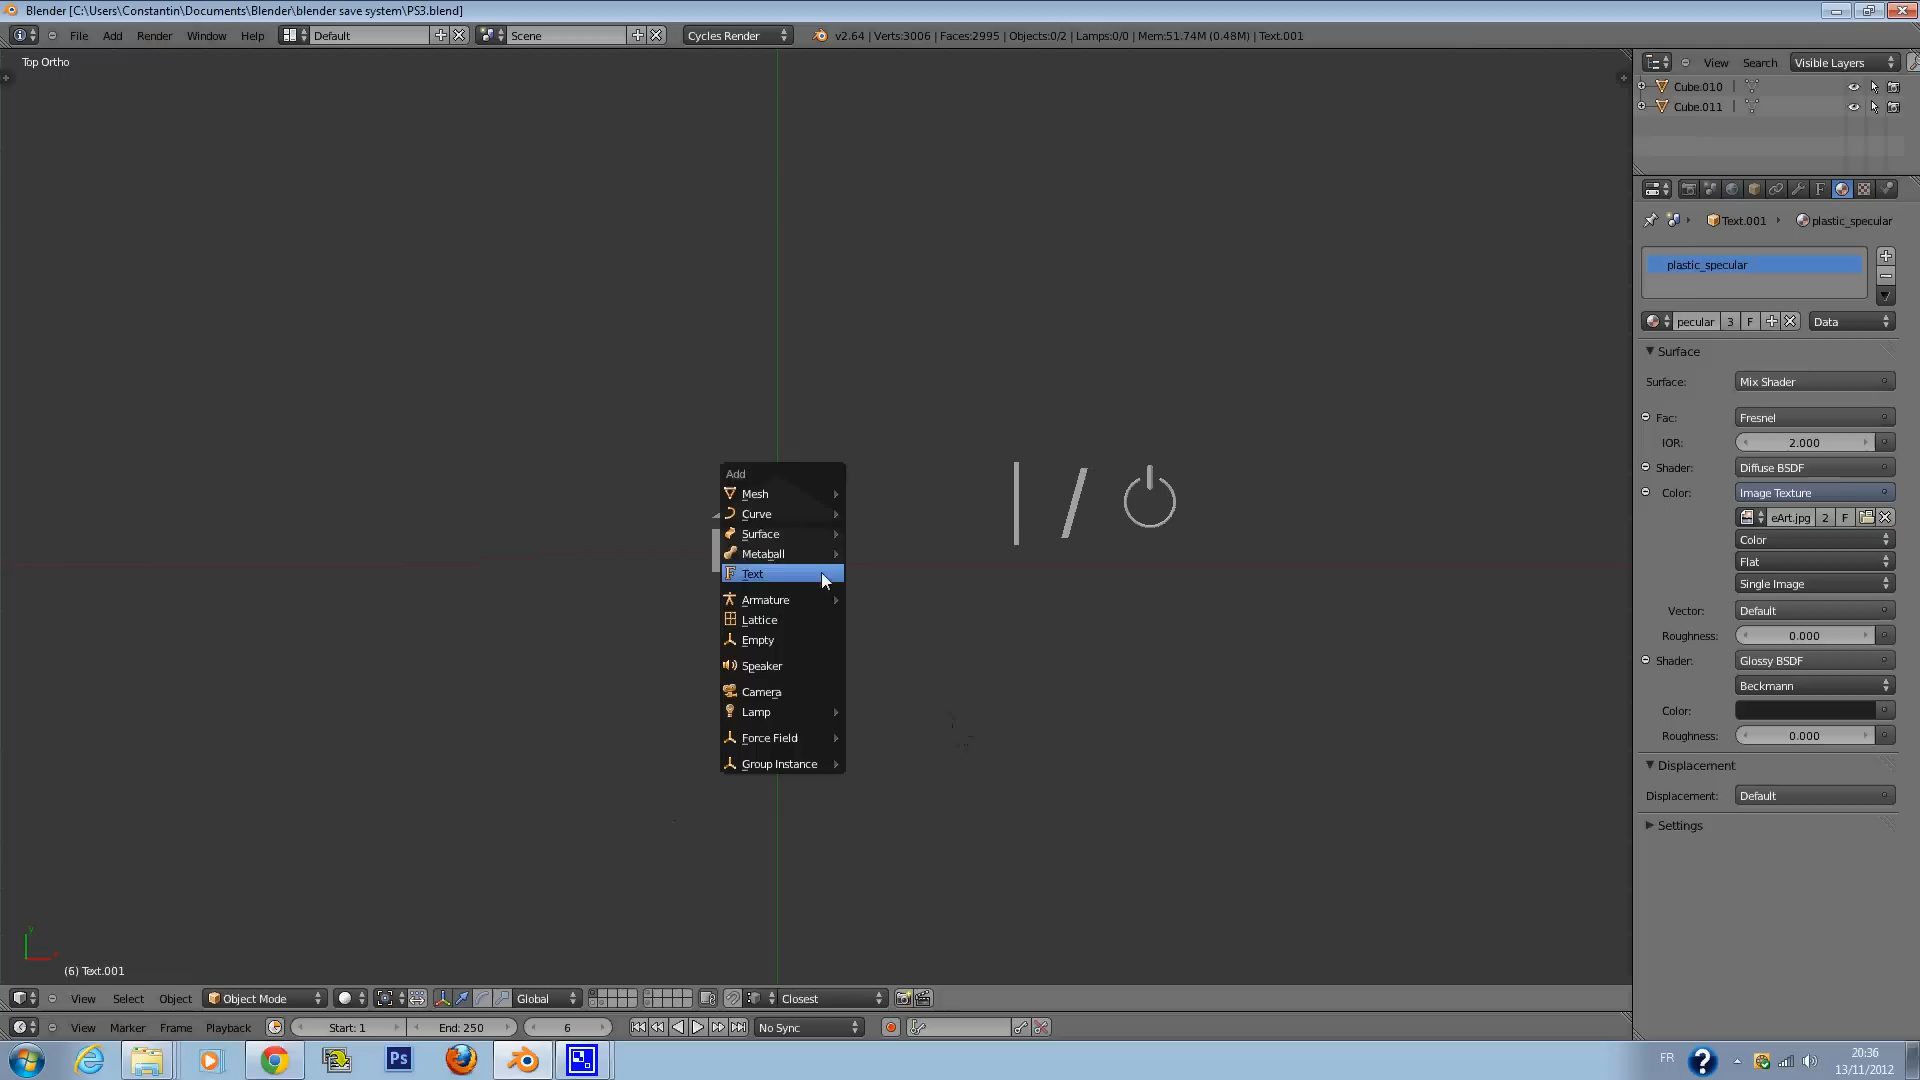 Blender [C:\Users\Constantin\Documents\Blender\blender save system\PS3.blend]
File Add Render Window Help Default Scene Cycles Render v2.64 | Verts:3006 | Faces:2995 | Objects:0/2 | Lamps:0/0 | Mem:51.74M (0.48M) | Text.001
Top Ortho
View Search Visible Layers
Cube.010
Cube.011
Text.001 plastic_specular
plastic_specular
pecular 3 F Data
Surface
Surface: Mix Shader
Fac: Fresnel
IOR: 2.000
Shader: Diffuse BSDF
Color: Image Texture
eArt.jpg 2 F
Color
Flat
Single Image
Vector: Default
Roughness: 0.000
Shader: Glossy BSDF
Beckmann
Color:
Roughness: 0.000
Displacement
Displacement: Default
Settings
Add
Mesh
Curve
Surface
Metaball
Text
Armature
Lattice
Empty
Speaker
Camera
Lamp
Force Field
Group Instance
| /
y
x
(6) Text.001
View Select Object Object Mode Global Closest
View Marker Frame Playback Start: 1 End: 250 6 No Sync
Ps
FR
20:36
13/11/2012